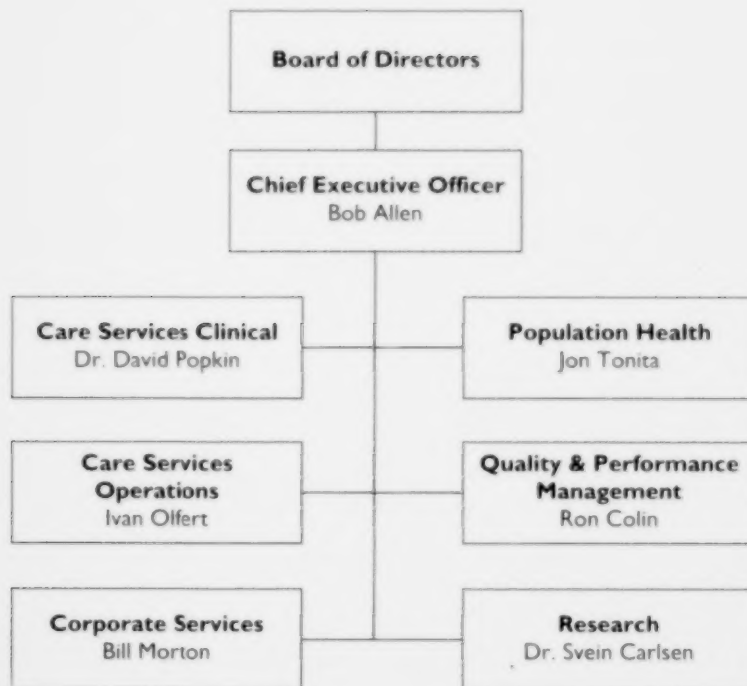 Board of Directors
Chief Executive Officer
Bob Allen
Care Services Clinical
Dr. David Popkin
Population Health
Jon Tonita
Care Services
Operations
Ivan Olfert
Quality & Performance
Management
Ron Colin
Corporate Services
Bill Morton
Research
Dr. Svein Carlsen